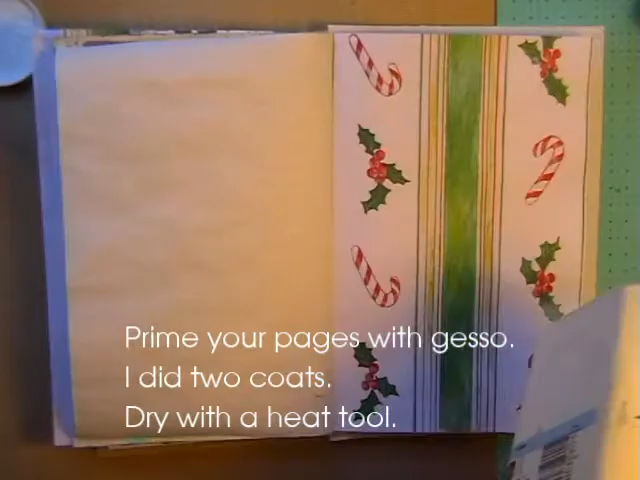 Prime your pages with gesso.
I did two coats.
Dry with a heat tool.